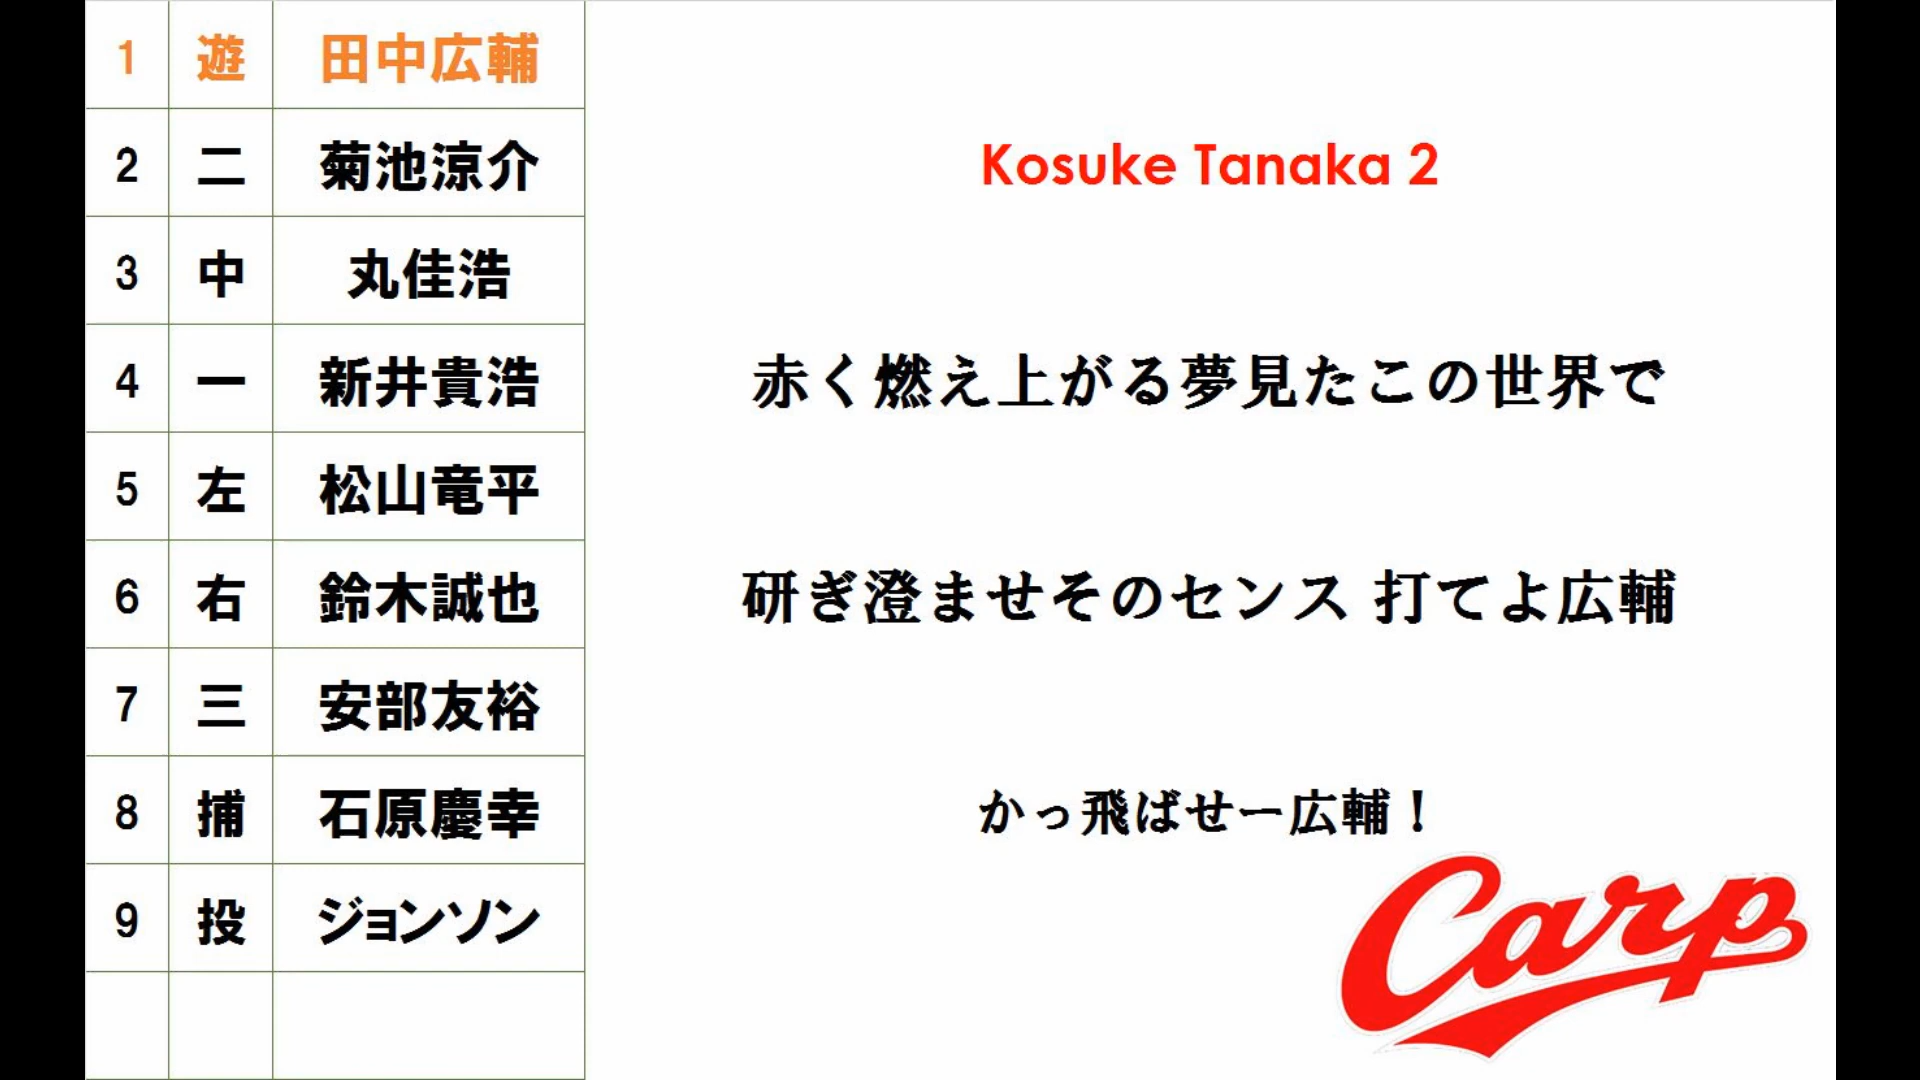 1 遊 田中広輔
2 二 菊池涼介
3 中 丸佳浩
4 一 新井貴浩
5 左 松山竜平
6 右 鈴木誠也
7 三 安部友裕
8 捕 石原慶幸
9 投 ジョンソン
Kosuke Tanaka 2
赤く燃え上がる夢見たこの世界で
研ぎ澄ませそのセンス 打てよ広輔
かっ飛ばせー広輔！
Carp